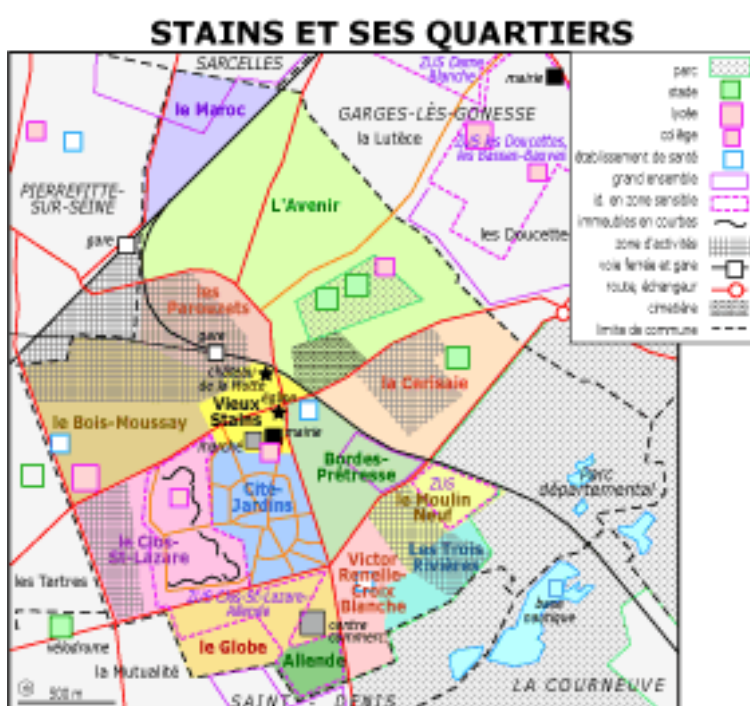 STAINS ET SES QUARTIERS
SARCELLES
ZUS Dame-
Blanche
mairie
le Maroc
GARGES-LÈS-GONESSE
la Lutèce
ZUS les Doucettes,
les Basses-Bauves
PIERREFITTE-
SUR-SEINE
L'Avenir
les Doucettes
gare
les
Parouzets
gare
château
de la Motte
la Cerisaie
église
Vieux
Stains
le Bois-Moussay
mairie
marché
Bordes-
Prêtresse
ZUS
le Moulin
Neuf
Parc
départemental
Cité-
Jardins
le Clos-
St-Lazare
Les Trois
Rivières
Victor
Renelle-
Croix
Blanche
les Tartres
ZUS Clos-St-Lazare-
Allende
base
nautique
centre
commerc.
vélodrome
le Globe
Allende
la Mutualité
LA COURNEUVE
500 m
SAINT-DENIS
parc
stade
lycée
collège
établissement de santé
grand ensemble
id. en zone sensible
immeubles en courbes
zone d'activités
voie ferrée et gare
route, échangeur
cimetière
limite de commune